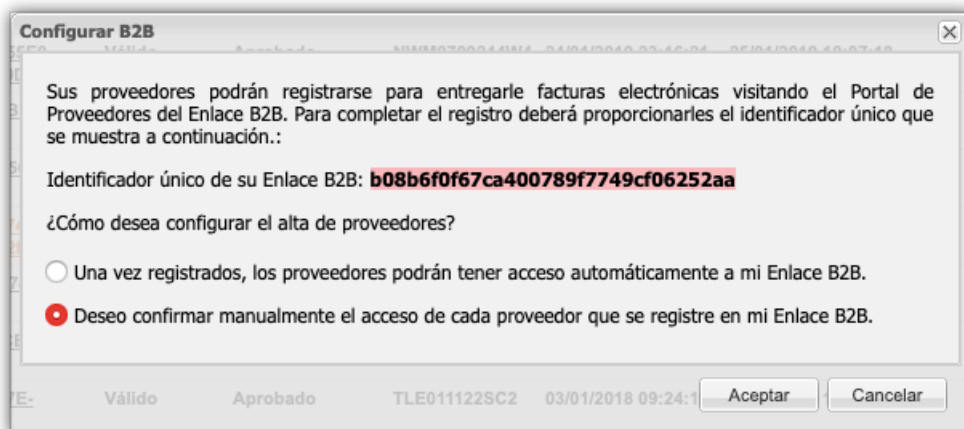 Configurar B2B
Válido Aprobado
Sus proveedores podrán registrarse para entregarle facturas electrónicas visitando el Portal de
Proveedores del Enlace B2B. Para completar el registro deberá proporcionarles el identificador único que
se muestra a continuación.:
Identificador único de su Enlace B2B: b08b6f0f67ca400789f7749cf06252aa
¿Cómo desea configurar el alta de proveedores?
Una vez registrados, los proveedores podrán tener acceso automáticamente a mi Enlace B2B.
Deseo confirmar manualmente el acceso de cada proveedor que se registre en mi Enlace B2B.
7E- Válido Aprobado TLE011122SC2 03/01/2018 09:24:1
Aceptar Cancelar